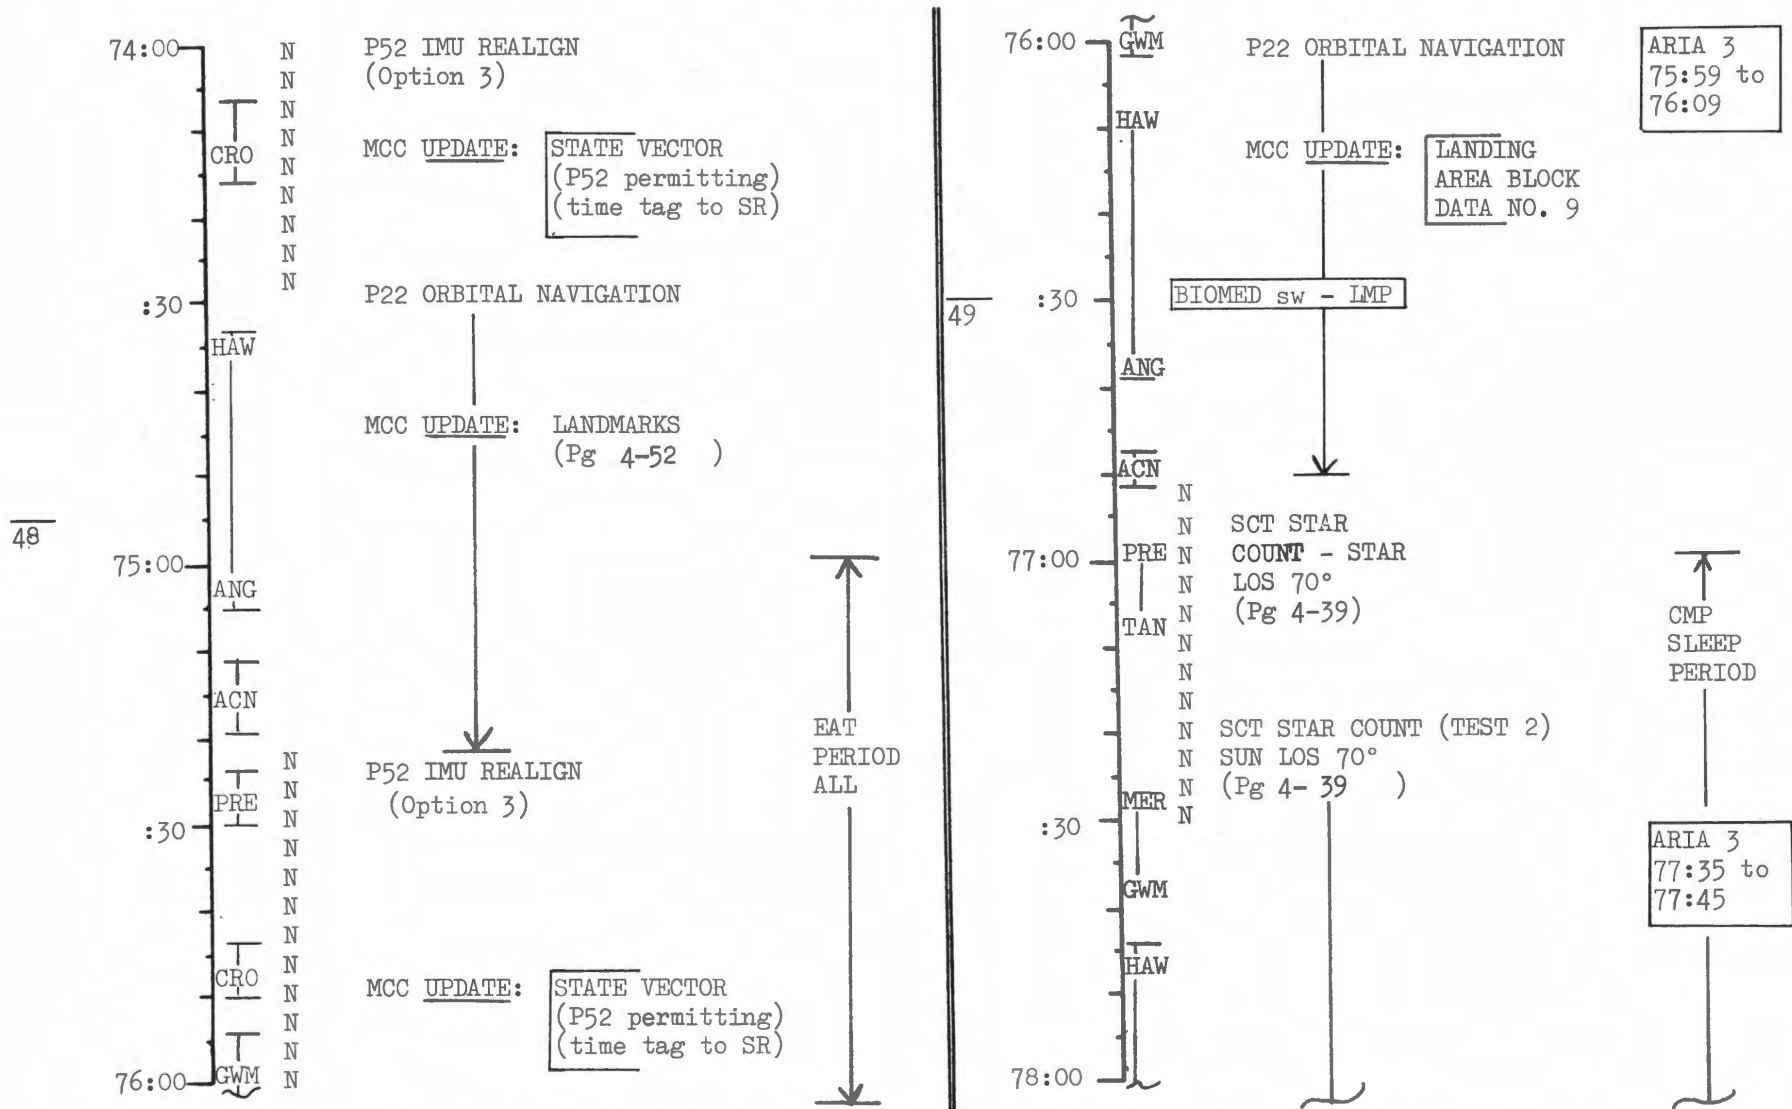 74:00
N
N
N
N
N
N
N
N
N
P52 IMU REALIGN
(Option 3)
CRO
MCC UPDATE:
STATE VECTOR
(P52 permitting)
(time tag to SR)
:30
P22 ORBITAL NAVIGATION
HAW
MCC UPDATE:
LANDMARKS
(Pg 4-52 )
48
75:00
ANG
ACN
EAT
PERIOD
ALL
P52 IMU REALIGN
(Option 3)
N
N
N
N
N
N
N
N
N
N
N
N
PRE
:30
CRO
MCC UPDATE:
STATE VECTOR
(P52 permitting)
(time tag to SR)
76:00
GWM
76:00
GWM
P22 ORBITAL NAVIGATION
ARIA 3
75:59 to
76:09
HAW
MCC UPDATE:
LANDING
AREA BLOCK
DATA NO. 9
49
:30
BIOMED sw - LMP
ANG
ACN
N
N
N
N
N
N
N
N
N
N
N
N
SCT STAR
COUNT - STAR
LOS 70°
(Pg 4-39)
77:00
PRE
TAN
CMP
SLEEP
PERIOD
SCT STAR COUNT (TEST 2)
SUN LOS 70°
(Pg 4- 39 )
MER
:30
ARIA 3
77:35 to
77:45
GWM
HAW
78:00